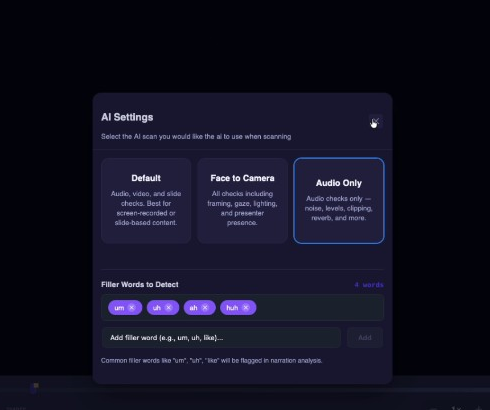 AI Settings
Select the AI scan you would like the ai to use when scanning
Default
Audio, video, and slide
checks. Best for
screen-recorded or
slide-based content.
Face to Camera
All checks including
framing, gaze, lighting,
and presenter
presence.
Audio Only
Audio checks only —
noise, levels, clipping,
reverb, and more.
Filler Words to Detect
4 words
um
uh
ah
huh
Add filler word (e.g., um, uh, like)...
Add
Common filler words like "um", "uh", "like" will be flagged in narration analysis.